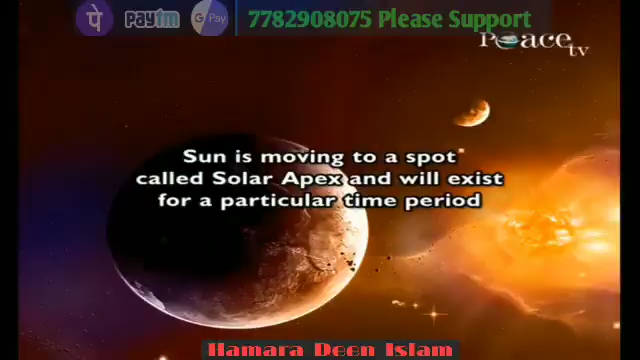 पे Paytm G Pay 7782908075 Please Support
Peace tv
Sun is moving to a spot
called Solar Apex and will exist
for a particular time period
Hamara Deen Islam